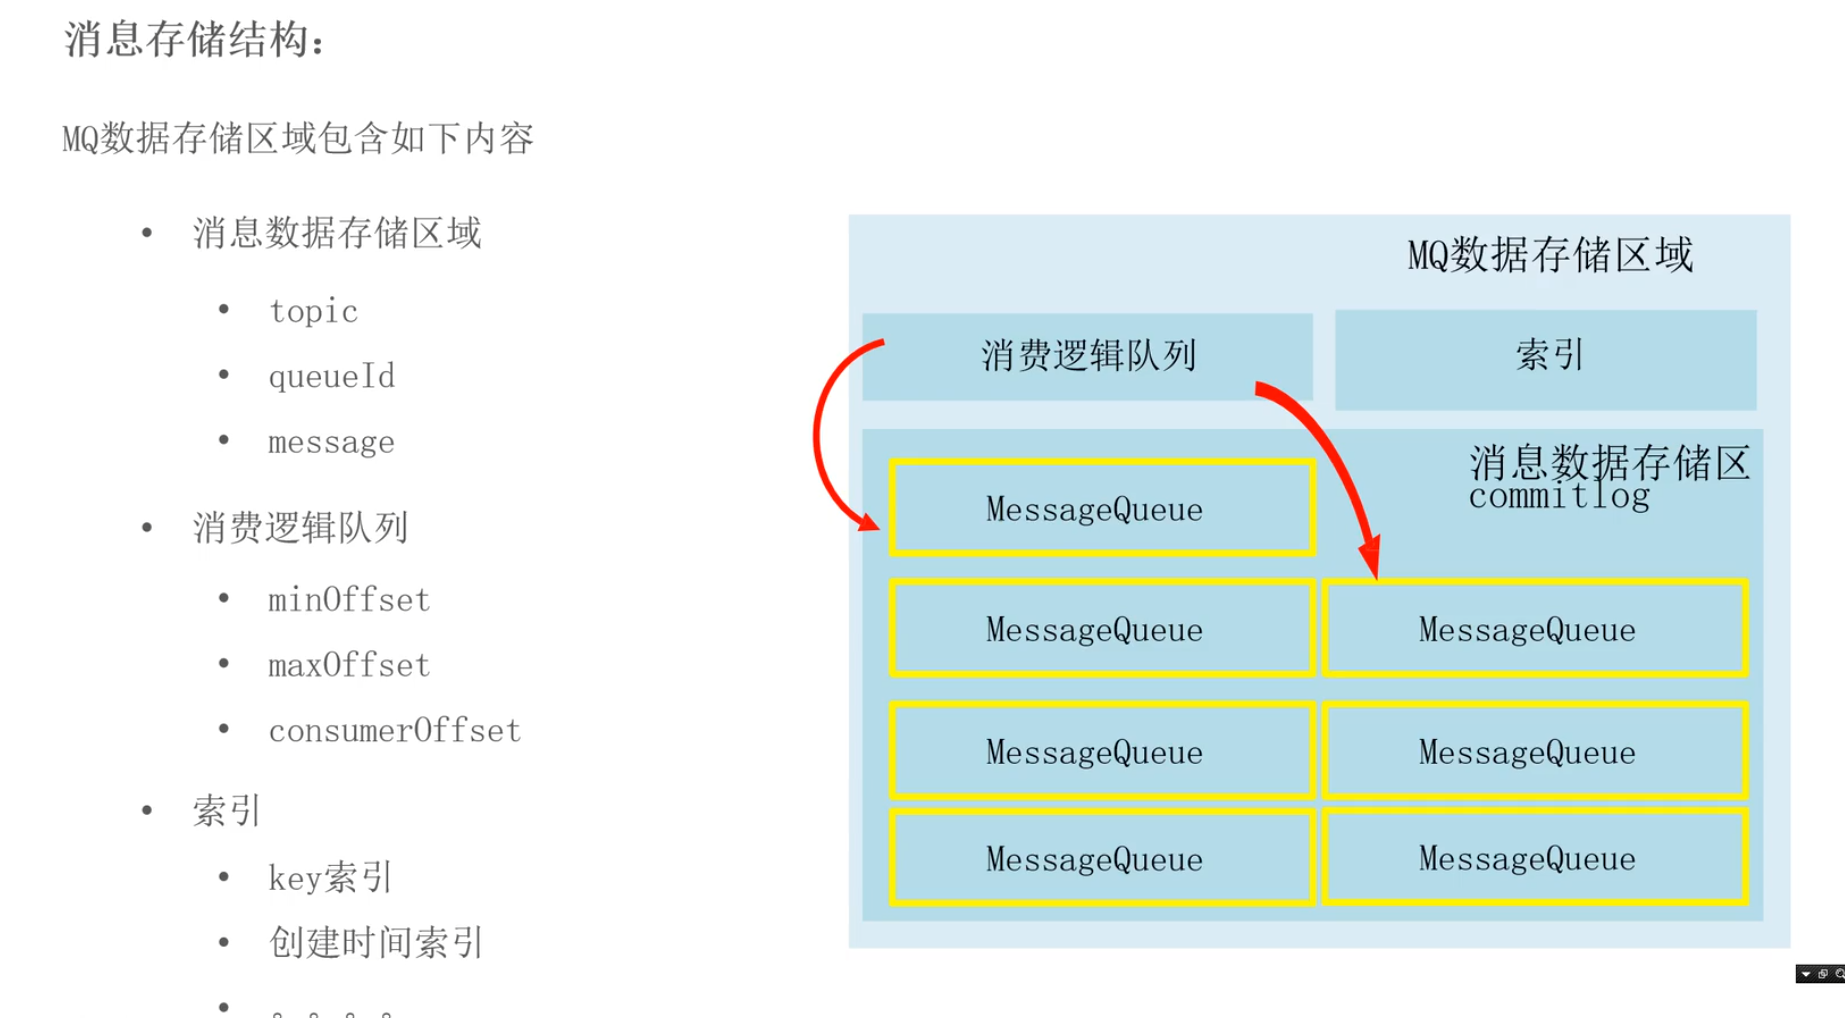 消息存储结构：
MQ数据存储区域包含如下内容
• 消息数据存储区域
• topic
• queueId
• message
• 消费逻辑队列
• minOffset
• maxOffset
• consumerOffset
• 索引
• key索引
• 创建时间索引
• 。。。。
MQ数据存储区域
消费逻辑队列
索引
消息数据存储区
commitlog
MessageQueue
MessageQueue
MessageQueue
MessageQueue
MessageQueue
MessageQueue
MessageQueue